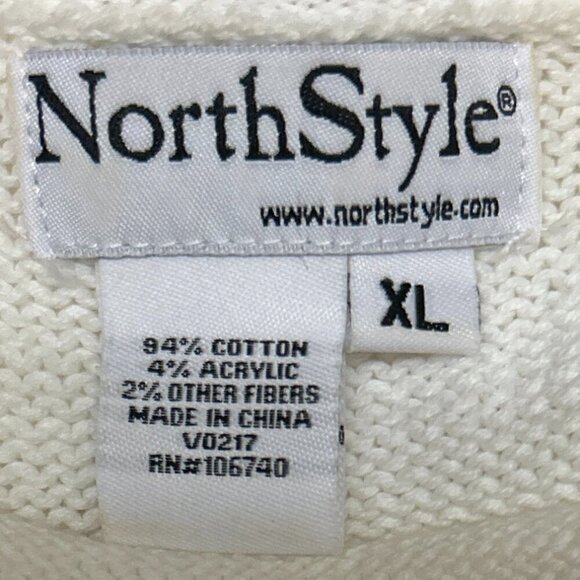 NorthStyle®
www.northstyle.com
XL
94% COTTON
4% ACRYLIC
2% OTHER FIBERS
MADE IN CHINA
V0217
RN#106740